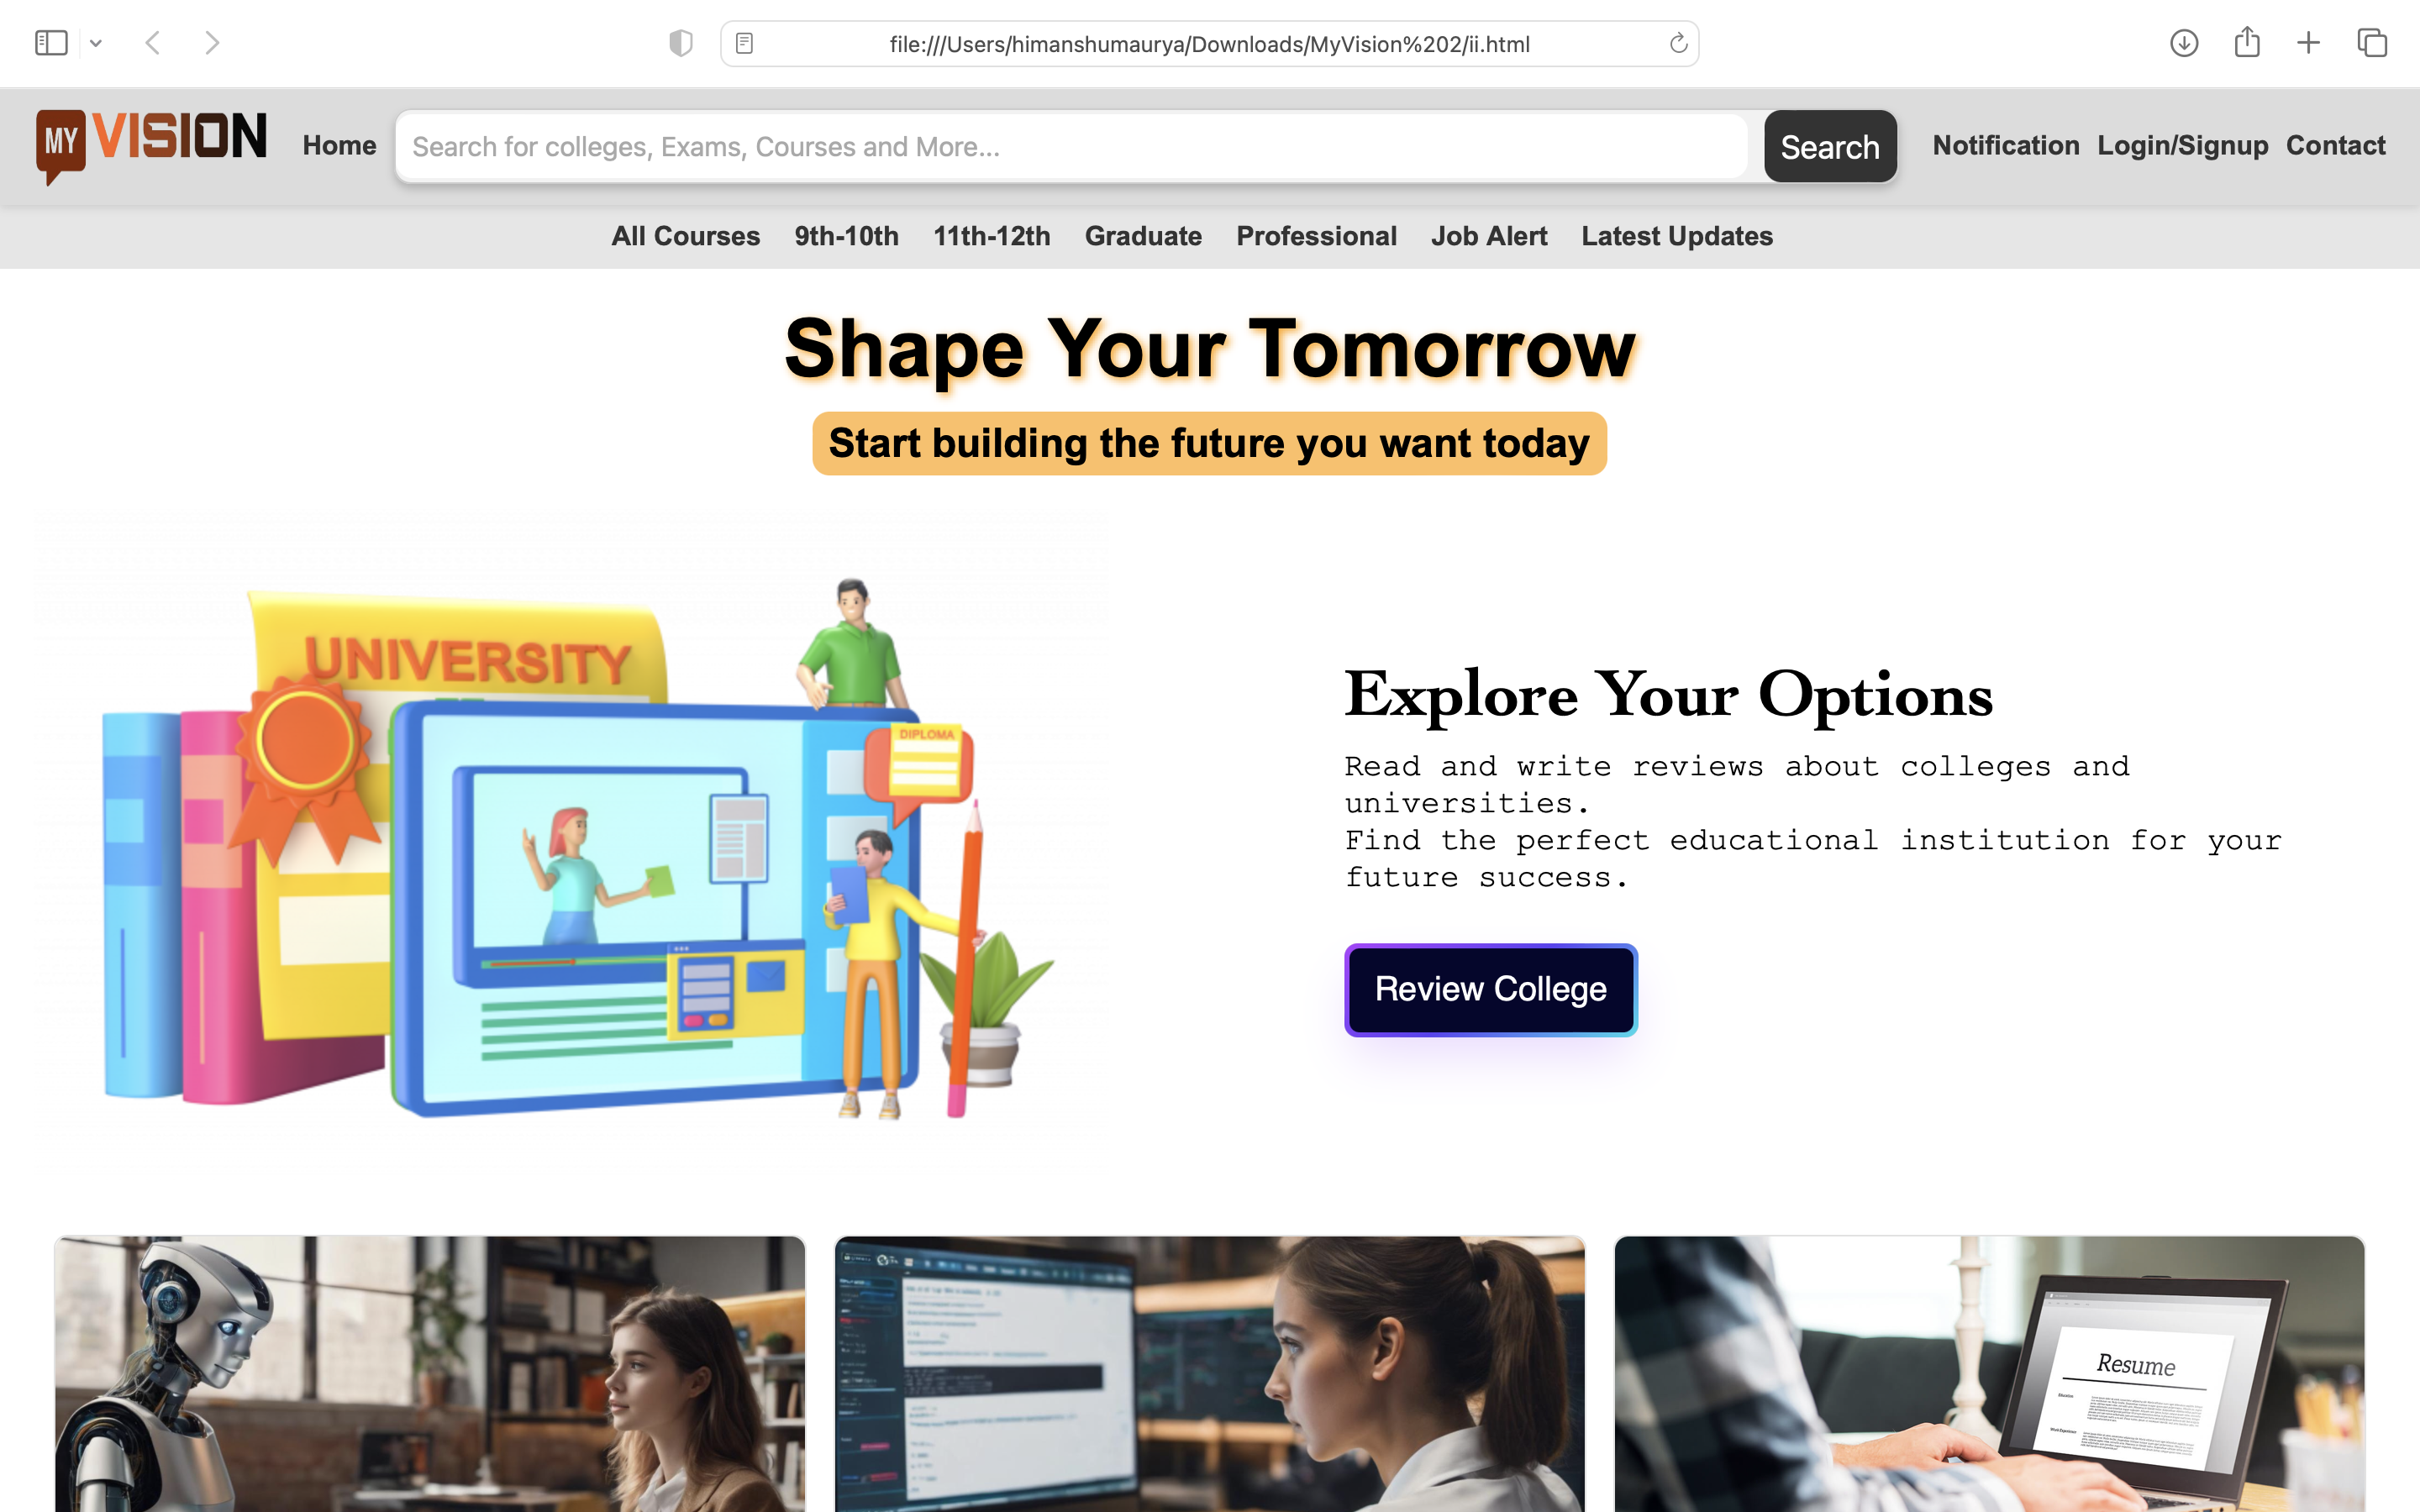 file:///Users/himanshumaurya/Downloads/MyVision%202/ii.html
MY VISION
Home
Search for colleges, Exams, Courses and More...
Search
Notification Login/Signup Contact
All Courses 9th-10th 11th-12th Graduate Professional Job Alert Latest Updates
Shape Your Tomorrow
Start building the future you want today
UNIVERSITY
DIPLOMA
Explore Your Options
Read and write reviews about colleges and
universities.
Find the perfect educational institution for your
future success.
Review College
Resume